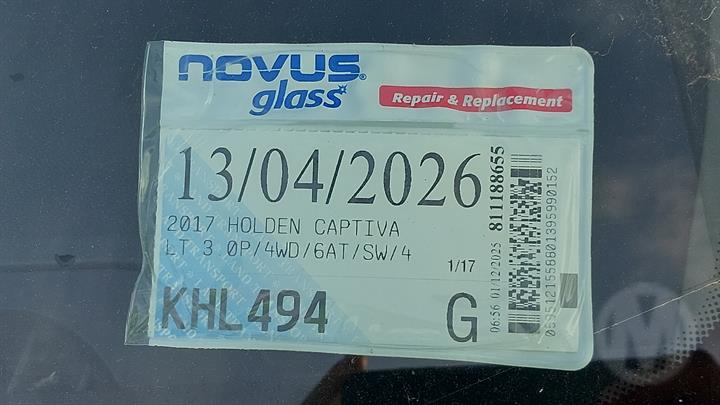 novus®
glass
Repair & Replacement
13/04/2026
2017 HOLDEN CAPTIVA
LT 3.0P/4WD/6AT/SW/4
1/17
KHL494
G
06:56 01/12/2025
811188655
M